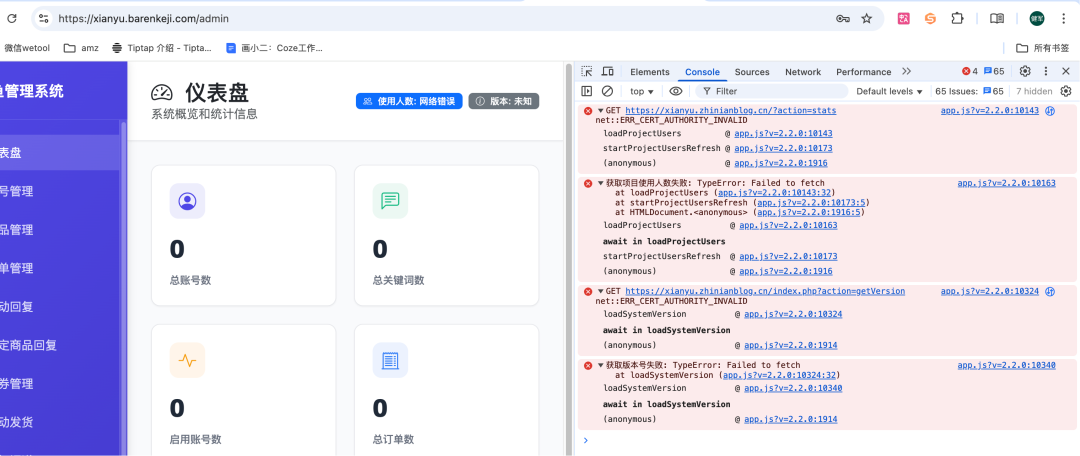 https://xianyu.barenkeji.com/admin
微信wetool
amz
Tiptap 介绍 - Tipta...
画小二：Coze工作...
所有书签
鱼管理系统
表盘
号管理
品管理
单管理
动回复
定商品回复
券管理
动发货
仪表盘
系统概览和统计信息
使用人数: 网络错误
版本: 未知
0
总账号数
0
总关键词数
0
启用账号数
0
总订单数
Elements
Console
Sources
Network
Performance
4
65
top
Filter
Default levels
65 Issues:
65
7 hidden
GET https://xianyu.zhinianblog.cn/?action=stats app.js?v=2.2.0:10143
net::ERR_CERT_AUTHORITY_INVALID
loadProjectUsers @ app.js?v=2.2.0:10143
startProjectUsersRefresh @ app.js?v=2.2.0:10173
(anonymous) @ app.js?v=2.2.0:1916
获取项目使用人数失败: TypeError: Failed to fetch app.js?v=2.2.0:10163
at loadProjectUsers (app.js?v=2.2.0:10143:32)
at startProjectUsersRefresh (app.js?v=2.2.0:10173:5)
at HTMLDocument.<anonymous> (app.js?v=2.2.0:1916:5)
loadProjectUsers @ app.js?v=2.2.0:10163
await in loadProjectUsers
startProjectUsersRefresh @ app.js?v=2.2.0:10173
(anonymous) @ app.js?v=2.2.0:1916
GET https://xianyu.zhinianblog.cn/index.php?action=getVersion app.js?v=2.2.0:10324
net::ERR_CERT_AUTHORITY_INVALID
loadSystemVersion @ app.js?v=2.2.0:10324
await in loadSystemVersion
(anonymous) @ app.js?v=2.2.0:1914
获取版本号失败: TypeError: Failed to fetch app.js?v=2.2.0:10340
at loadSystemVersion (app.js?v=2.2.0:10324:32)
loadSystemVersion @ app.js?v=2.2.0:10340
await in loadSystemVersion
(anonymous) @ app.js?v=2.2.0:1914